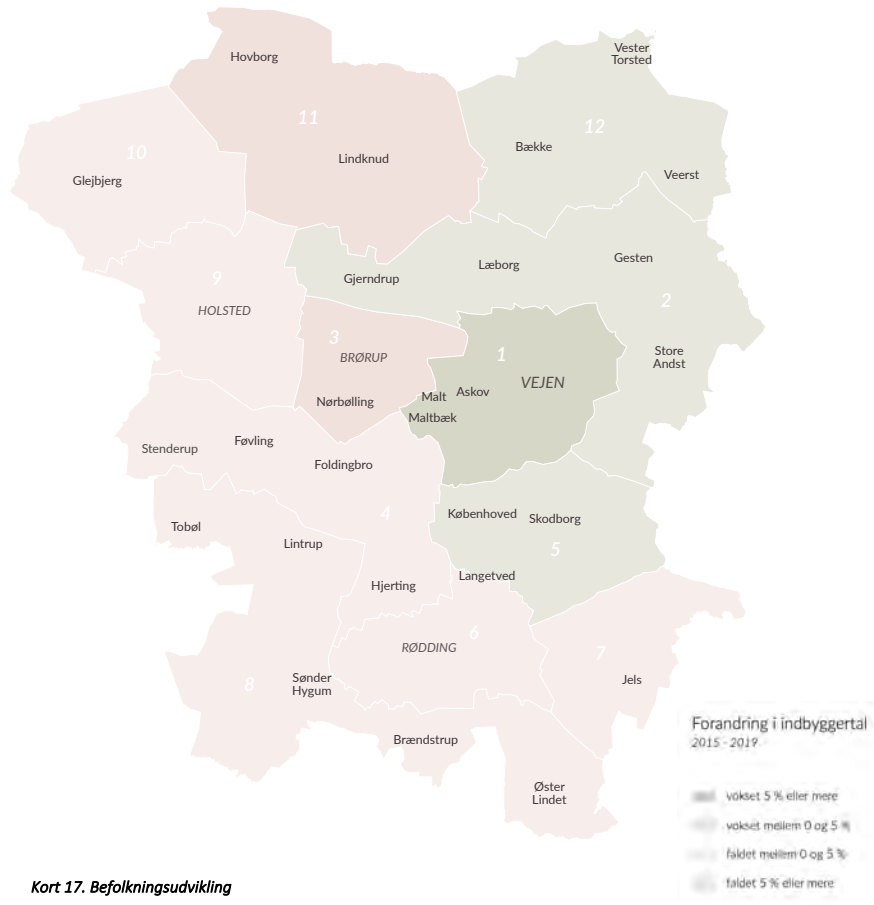 Vester
Torsted
Hovborg
11
12
Bække
10
Lindknud
Veerst
Glejbjerg
Gesten
Læborg
9
Gjerndrup
2
HOLSTED
3
BRØRUP
1
Store
Andst
VEJEN
Askov
Malt
Nørbølling
Maltbæk
Føvling
Stenderup
Foldingbro
4
Københoved
Skodborg
Tobøl
Lintrup
5
Langetved
Hjerting
6
RØDDING
7
Sønder
Hygum
8
Jels
Brændstrup
Øster
Lindet
Forandring i indbyggertal
2015 - 2019
vokset 5 % eller mere
vokset mellem 0 og 5 %
faldet mellem 0 og 5 %
faldet 5 % eller mere
Kort 17. Befolkningsudvikling